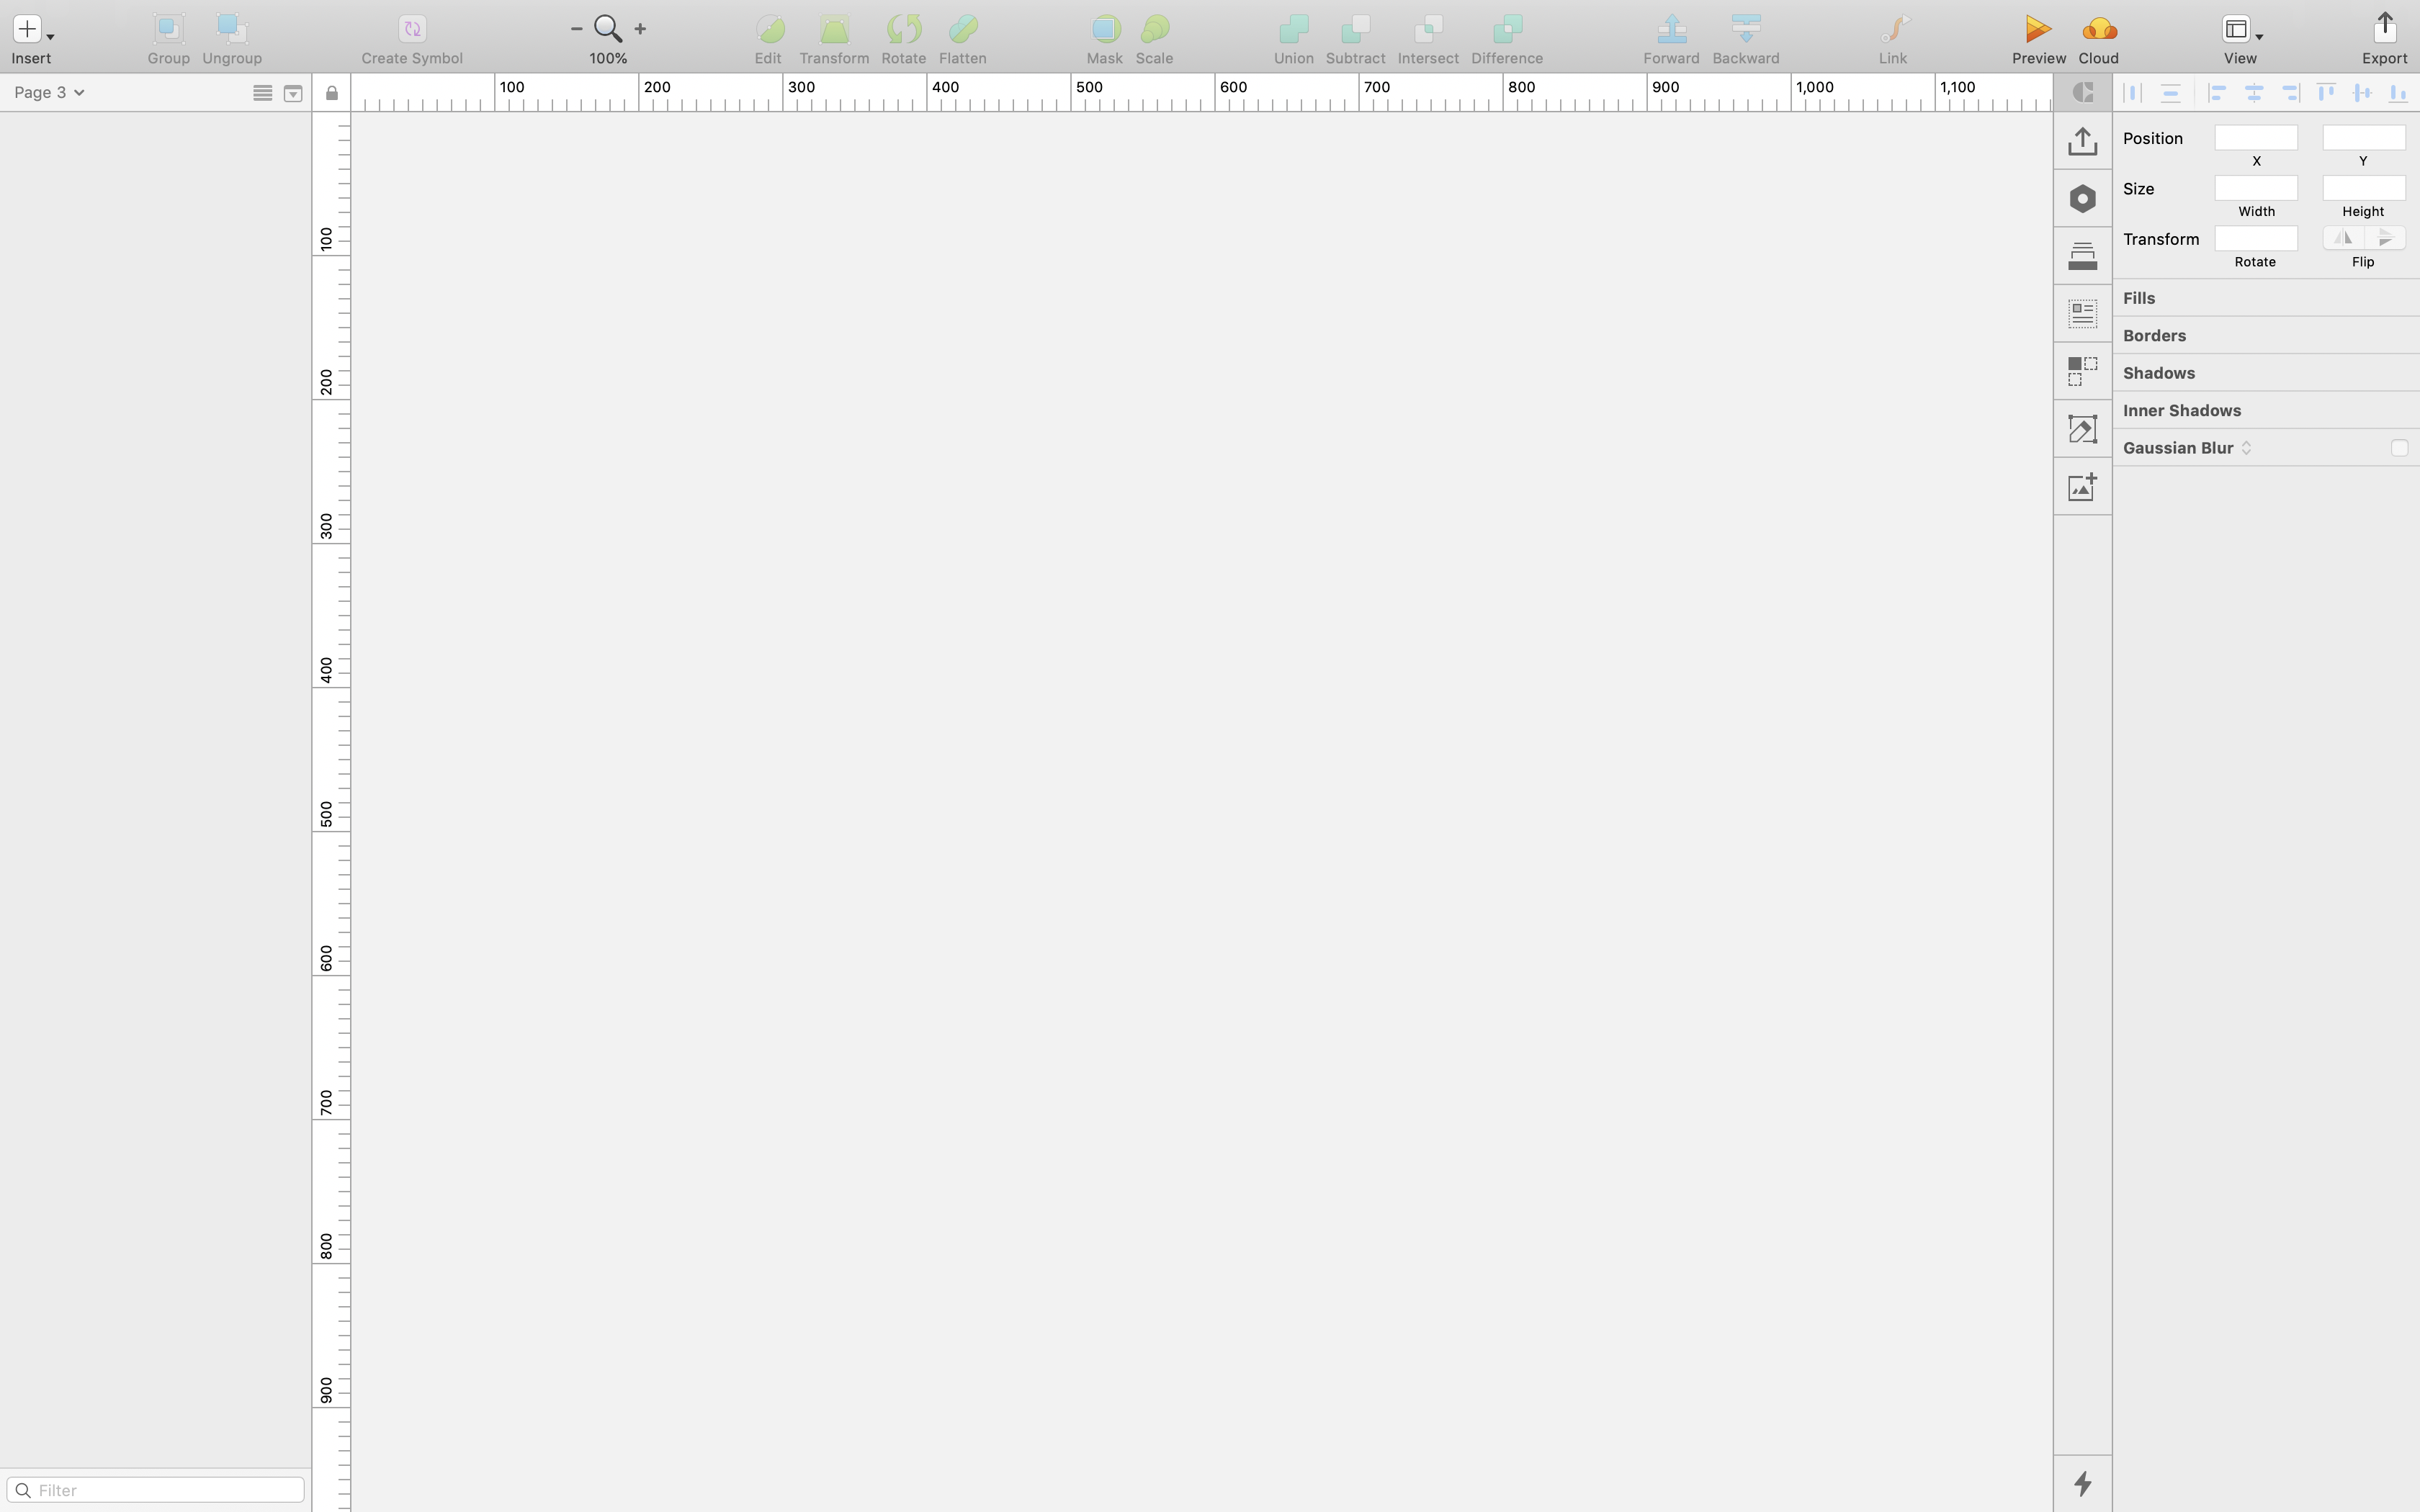 Insert Group Ungroup Create Symbol 100% Edit Transform Rotate Flatten Mask Scale Union Subtract Intersect Difference Forward Backward Link Preview Cloud View Export
Page 3
100 200 300 400 500 600 700 800 900 1,000 1,100
100
200
300
400
500
600
700
800
900
Position
X Y
Size
Width Height
Transform
Rotate Flip
Fills
Borders
Shadows
Inner Shadows
Gaussian Blur
Filter